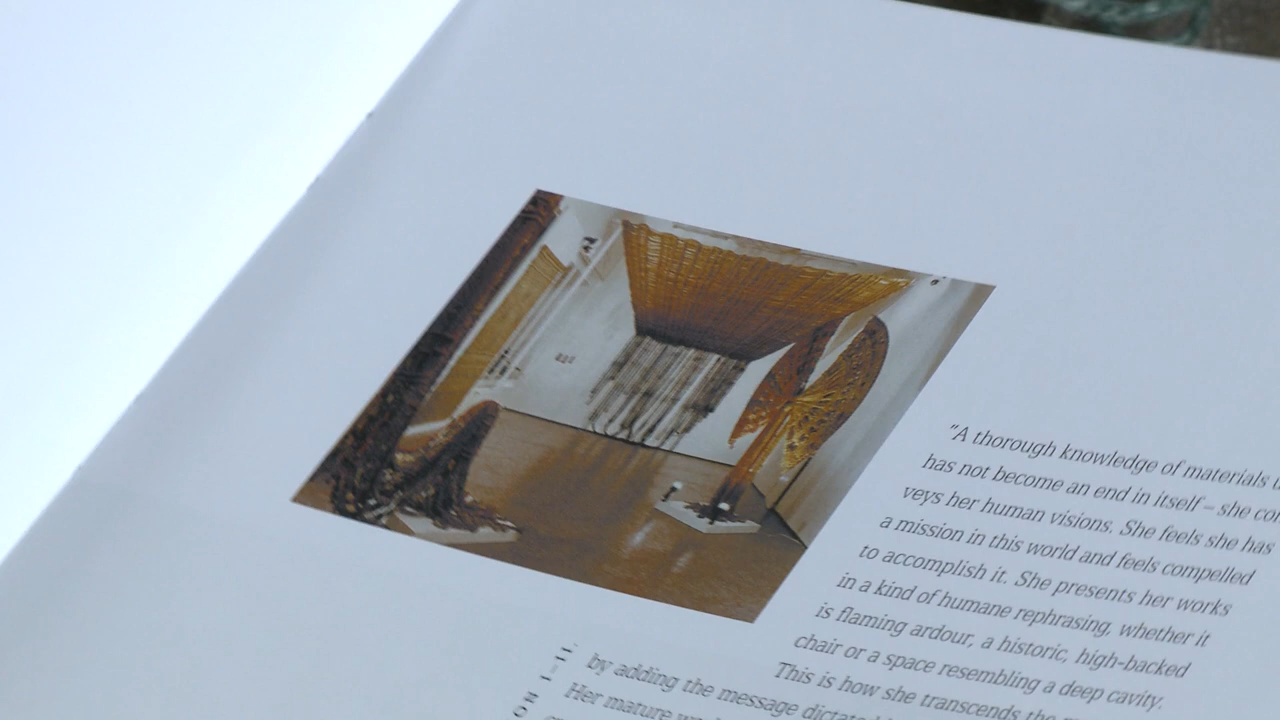 "A thorough knowledge of materials
has not become an end in itself – she con
veys her human visions. She feels she has
a mission in this world and feels compelled
to accomplish it. She presents her works
in a kind of humane rephrasing, whether it
is flaming ardour, a historic, high-backed
chair or a space resembling a deep cavity.
This is how she transcends the
by adding the message dictated
Her mature